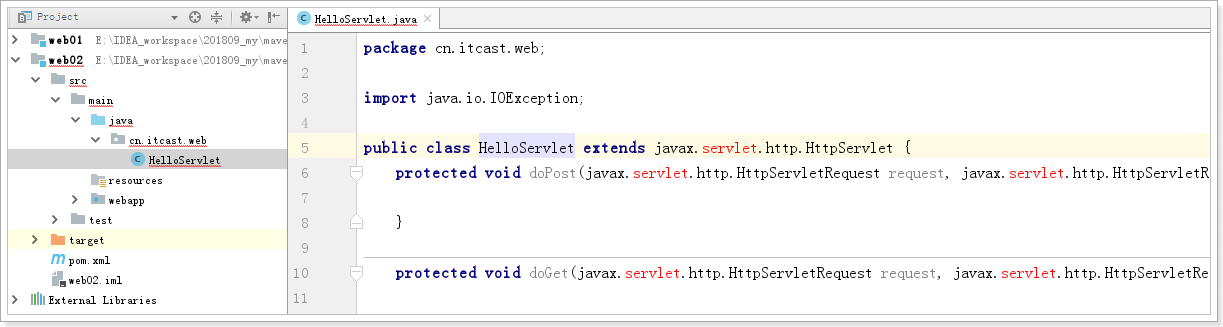 Project
web01 E:\IDEA_workspace\201809_my\mave
web02 E:\IDEA_workspace\201809_my\mave
src
main
java
cn.itcast.web
HelloServlet
resources
webapp
test
target
pom.xml
web02.iml
External Libraries
HelloServlet.java
1 package cn.itcast.web;
2
3 import java.io.IOException;
4
5 public class HelloServlet extends javax.servlet.http.HttpServlet {
6 protected void doPost(javax.servlet.http.HttpServletRequest request, javax.servlet.http.HttpServletR
7
8 }
9
10 protected void doGet(javax.servlet.http.HttpServletRequest request, javax.servlet.http.HttpServletRe
11